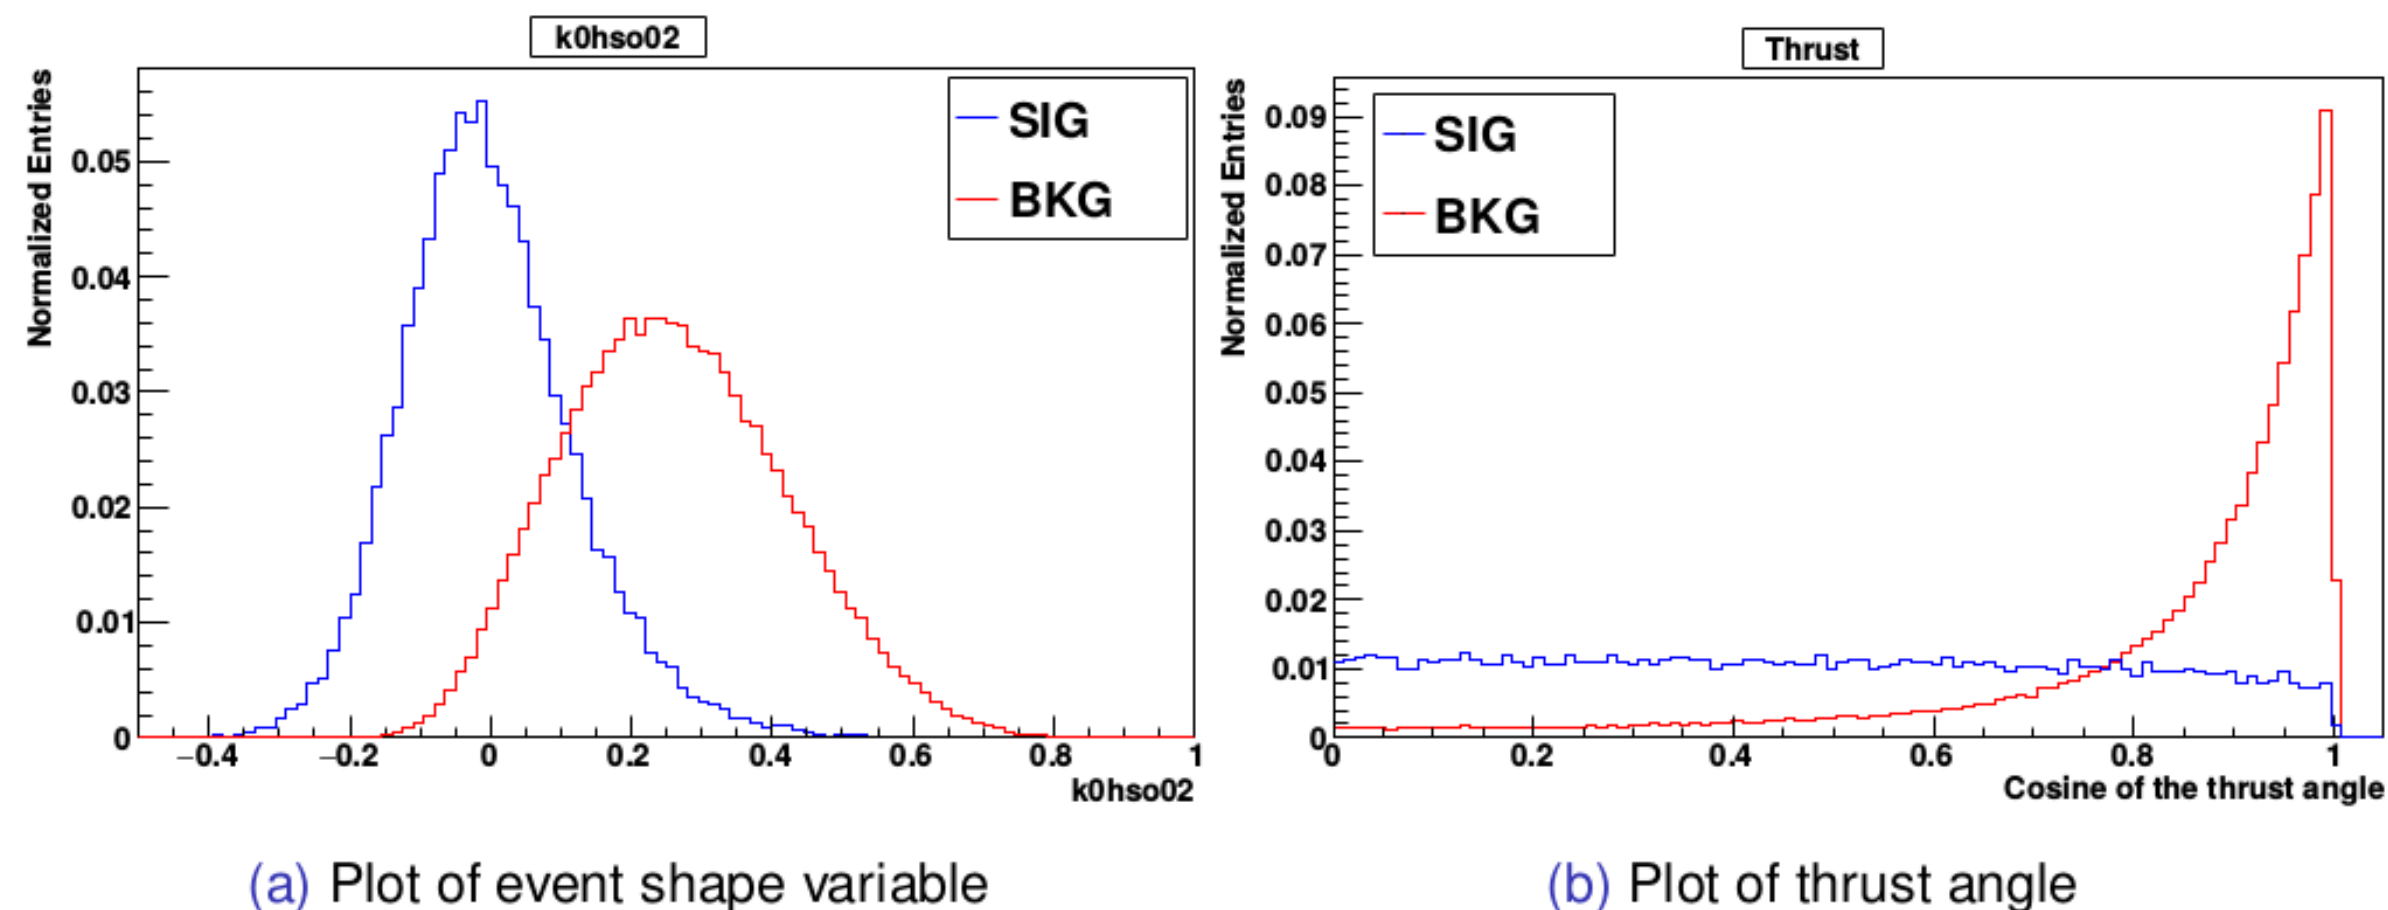 k0hso02
Normalized Entries
0.05
0.04
0.03
0.02
0.01
0
−0.4
−0.2
0
0.2
0.4
0.6
0.8
1
k0hso02
SIG
BKG
(a) Plot of event shape variable
Thrust
Normalized Entries
0.09
0.08
0.07
0.06
0.05
0.04
0.03
0.02
0.01
0
0
0.2
0.4
0.6
0.8
1
Cosine of the thrust angle
SIG
BKG
(b) Plot of thrust angle